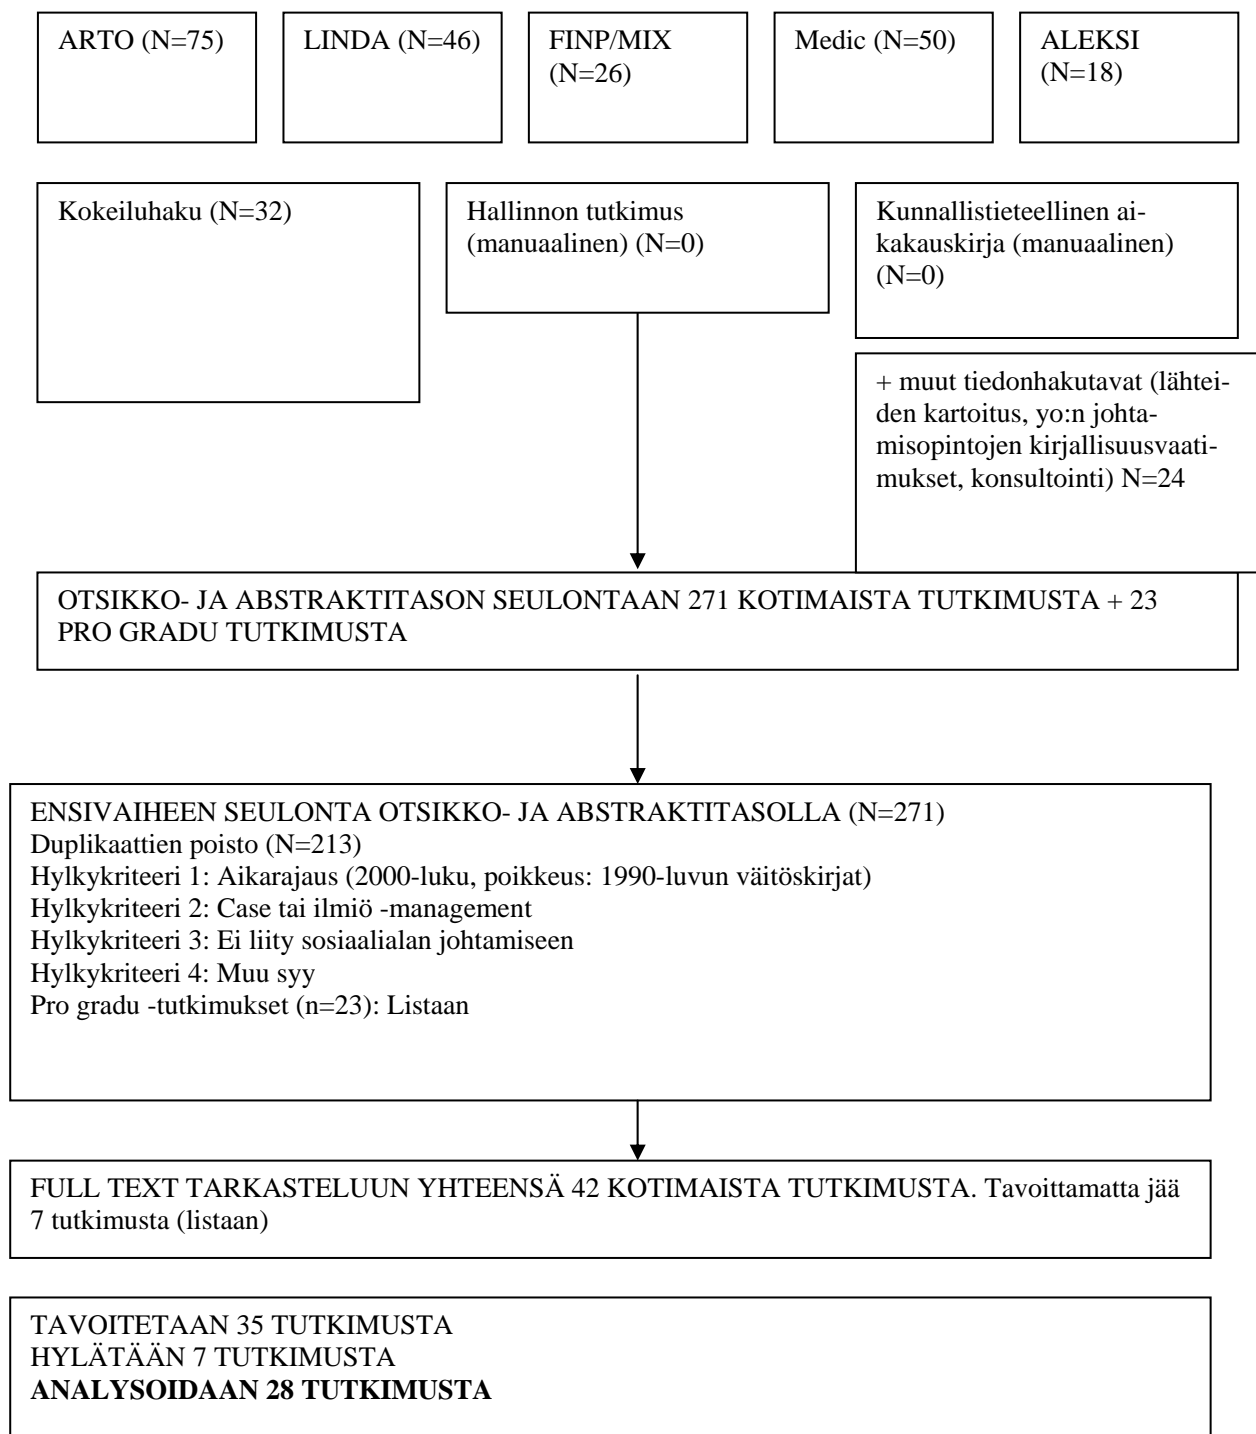 ARTO (N=75)
LINDA (N=46)
FINP/MIX
(N=26)
Medic (N=50)
ALEKSI
(N=18)
Kokeiluhaku (N=32)
Hallinnon tutkimus
(manuaalinen) (N=0)
Kunnallistieteellinen ai-
kakauskirja (manuaalinen)
(N=0)
+ muut tiedonhakutavat (lähtei-
den kartoitus, yo:n johta-
misopintojen kirjallisuusvaati-
mukset, konsultointi) N=24
OTSIKKO- JA ABSTRAKTITASON SEULONTAAN 271 KOTIMAISTA TUTKIMUSTA + 23
PRO GRADU TUTKIMUSTA
ENSIVAIHEEN SEULONTA OTSIKKO- JA ABSTRAKTITASOLLA (N=271)
Duplikaattien poisto (N=213)
Hylkykriteeri 1: Aikarajaus (2000-luku, poikkeus: 1990-luvun väitöskirjat)
Hylkykriteeri 2: Case tai ilmiö -management
Hylkykriteeri 3: Ei liity sosiaalialan johtamiseen
Hylkykriteeri 4: Muu syy
Pro gradu -tutkimukset (n=23): Listaan
FULL TEXT TARKASTELUUN YHTEENSÄ 42 KOTIMAISTA TUTKIMUSTA. Tavoittamatta jää
7 tutkimusta (listaan)
TAVOITETAAN 35 TUTKIMUSTA
HYLÄTÄÄN 7 TUTKIMUSTA
ANALYSOIDAAN 28 TUTKIMUSTA